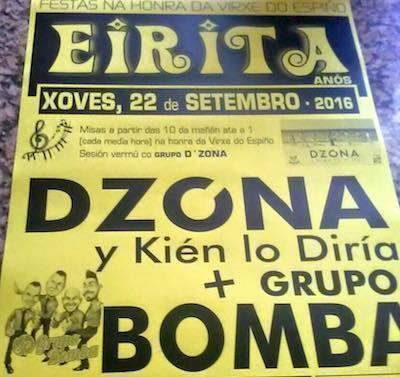 FESTAS NA HONRA DA VIRXE DO ESPIÑO
EIRITA
ANÓS
XOVES, 22 de SETEMBRO · 2016
Misas a partir das 10 da mañán ata a 1
(cada media hora) na honra da Virxe do Espiño
Sesión vermú co GRUPO D'ZONA
DZONA
DZONA
y Kién lo Diría
+ GRUPO
BOMBA